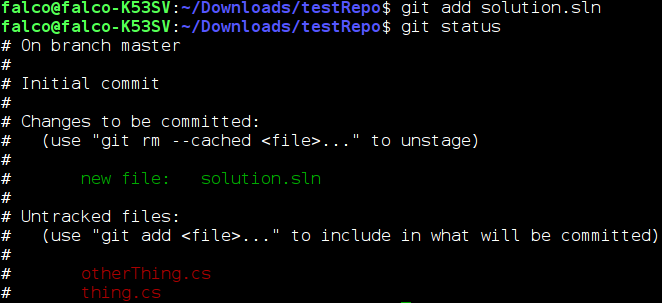 falco@falco-K53SV:~/Downloads/testRepo$ git add solution.sln
falco@falco-K53SV:~/Downloads/testRepo$ git status
# On branch master
#
# Initial commit
#
# Changes to be committed:
#   (use "git rm --cached <file>..." to unstage)
#
#       new file:   solution.sln
#
# Untracked files:
#   (use "git add <file>..." to include in what will be committed)
#
#       otherThing.cs
#       thing.cs